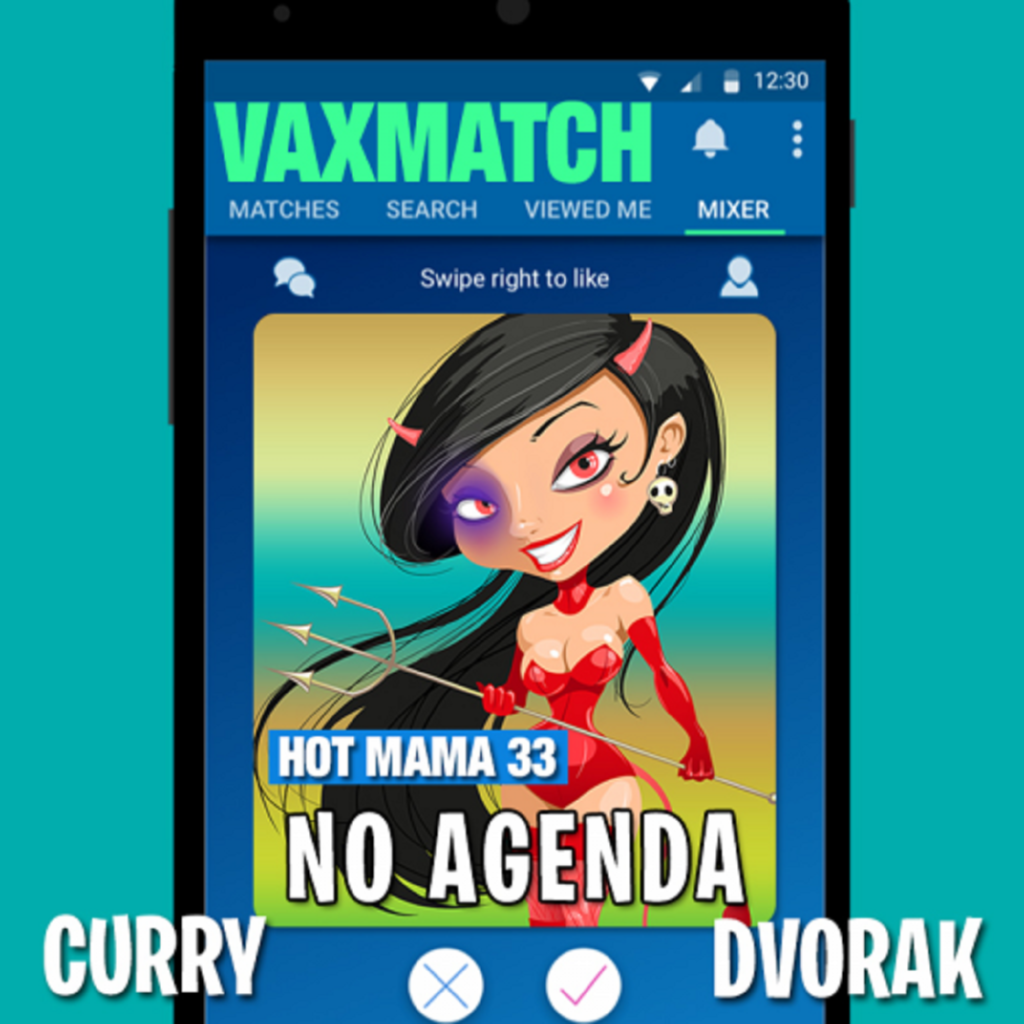 12:30
VAXMATCH
MATCHES SEARCH VIEWED ME MIXER
Swipe right to like
HOT MAMA 33
NO AGENDA
CURRY DVORAK